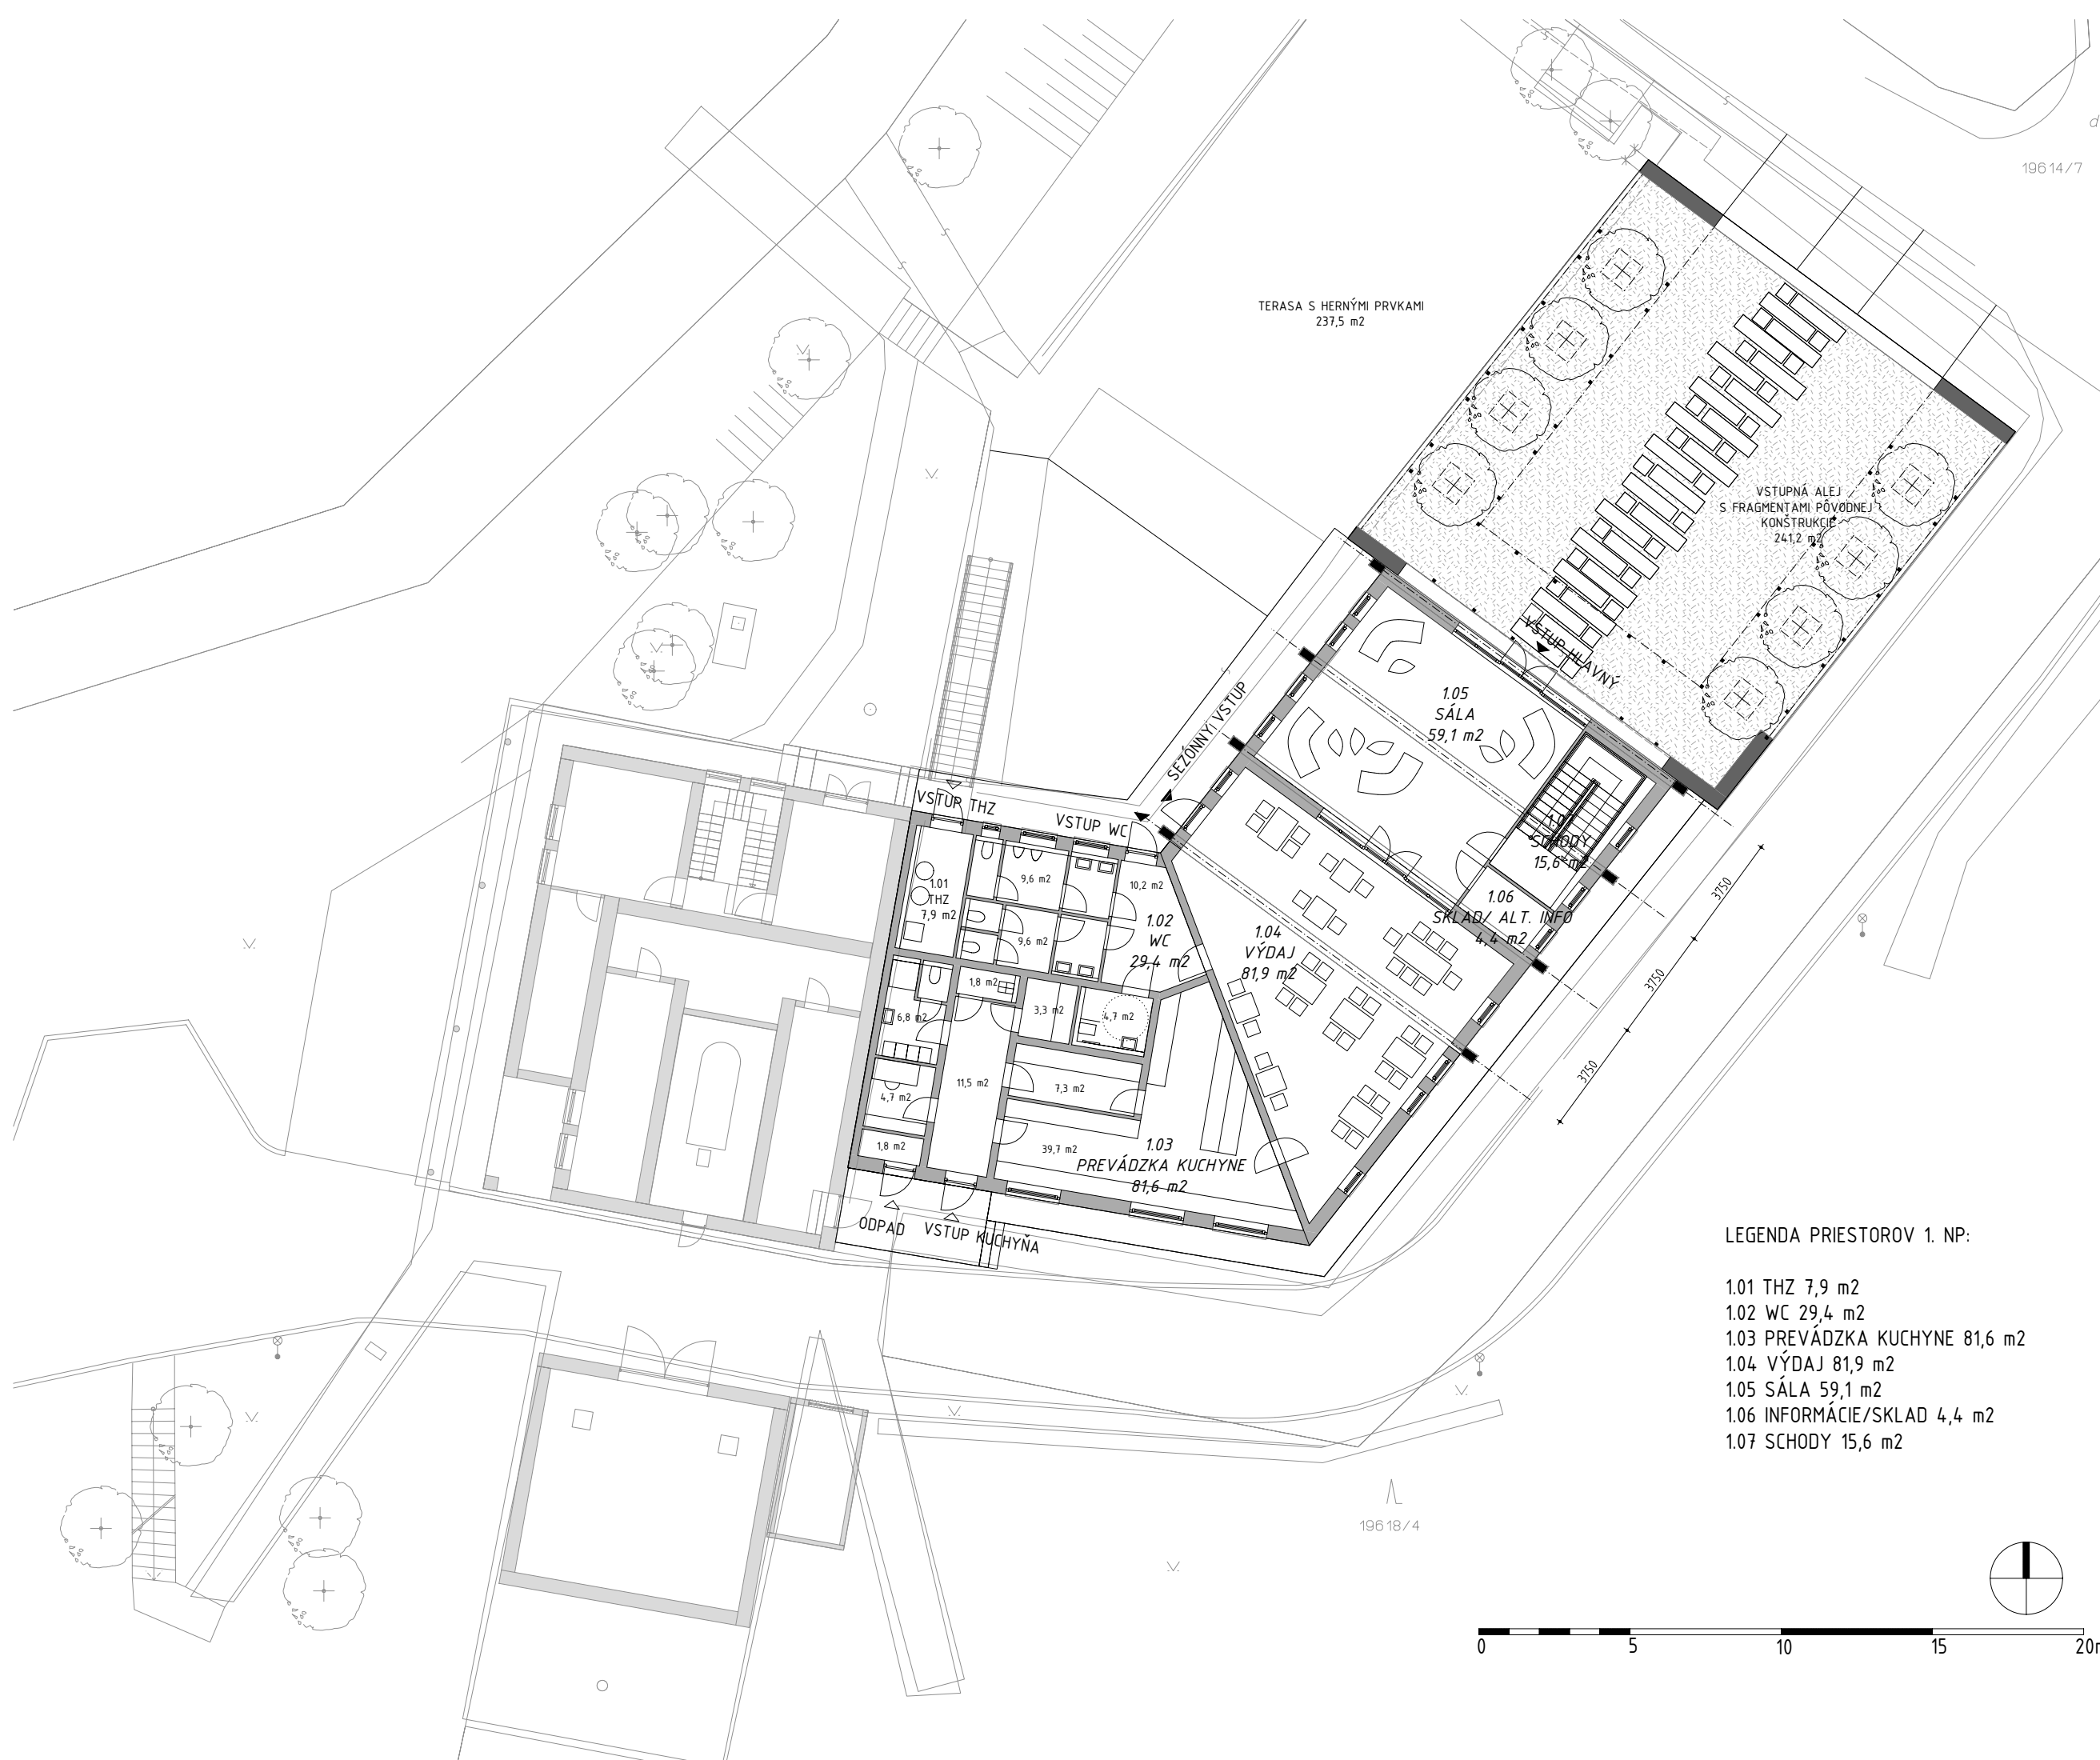 19614/7
TERASA S HERNÝMI PRVKAMI
237,5 m2
VSTUPNÁ ALEJ
S FRAGMENTAMI PÔVODNEJ
KONŠTRUKCIE
241,2 m2
VSTUP HLAVNÝ
SEZÓNNYI VSTUP
1.05
SÁLA
59,1 m2
1.07
SCHODY
15,6 m2
1.06
SKLAD/ ALT. INFO
4,4 m2
3750
3750
3750
VSTUP THZ
VSTUP WC
1.01
THZ
7,9 m2
9,6 m2
9,6 m2
10,2 m2
1.02
WC
29,4 m2
1.04
VÝDAJ
81,9 m2
1,8 m2
3,3 m2
4,7 m2
6,8 m2
11,5 m2
7,3 m2
4,7 m2
1,8 m2
39,7 m2
1.03
PREVÁDZKA KUCHYNE
81,6 m2
ODPAD
VSTUP KUCHYŇA
LEGENDA PRIESTOROV 1. NP:
1.01 THZ 7,9 m2
1.02 WC 29,4 m2
1.03 PREVÁDZKA KUCHYNE 81,6 m2
1.04 VÝDAJ 81,9 m2
1.05 SÁLA 59,1 m2
1.06 INFORMÁCIE/SKLAD 4,4 m2
1.07 SCHODY 15,6 m2
19618/4
0 5 10 15 20